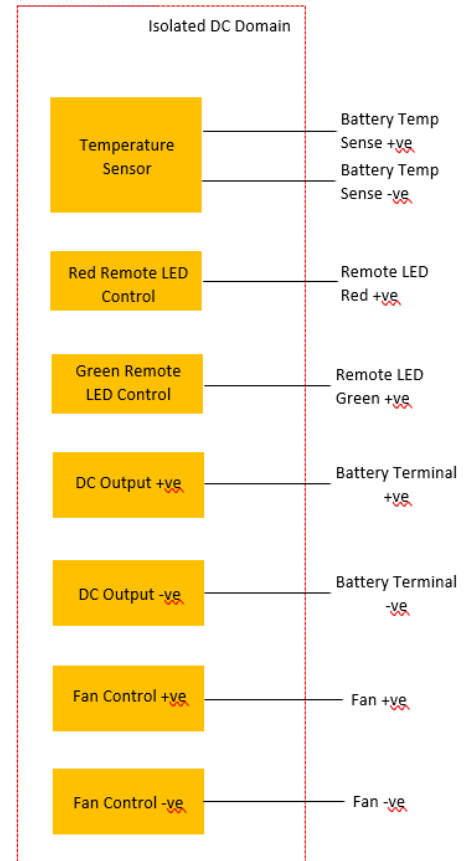 Isolated DC Domain
Temperature
Sensor
Battery Temp
Sense +ve
Battery Temp
Sense -ve
Red Remote LED
Control
Remote LED
Red +ve
Green Remote
LED Control
Remote LED
Green +ve
DC Output +ve
Battery Terminal
+ve
DC Output -ve
Battery Terminal
-ve
Fan Control +ve
Fan +ve
Fan Control -ve
Fan -ve